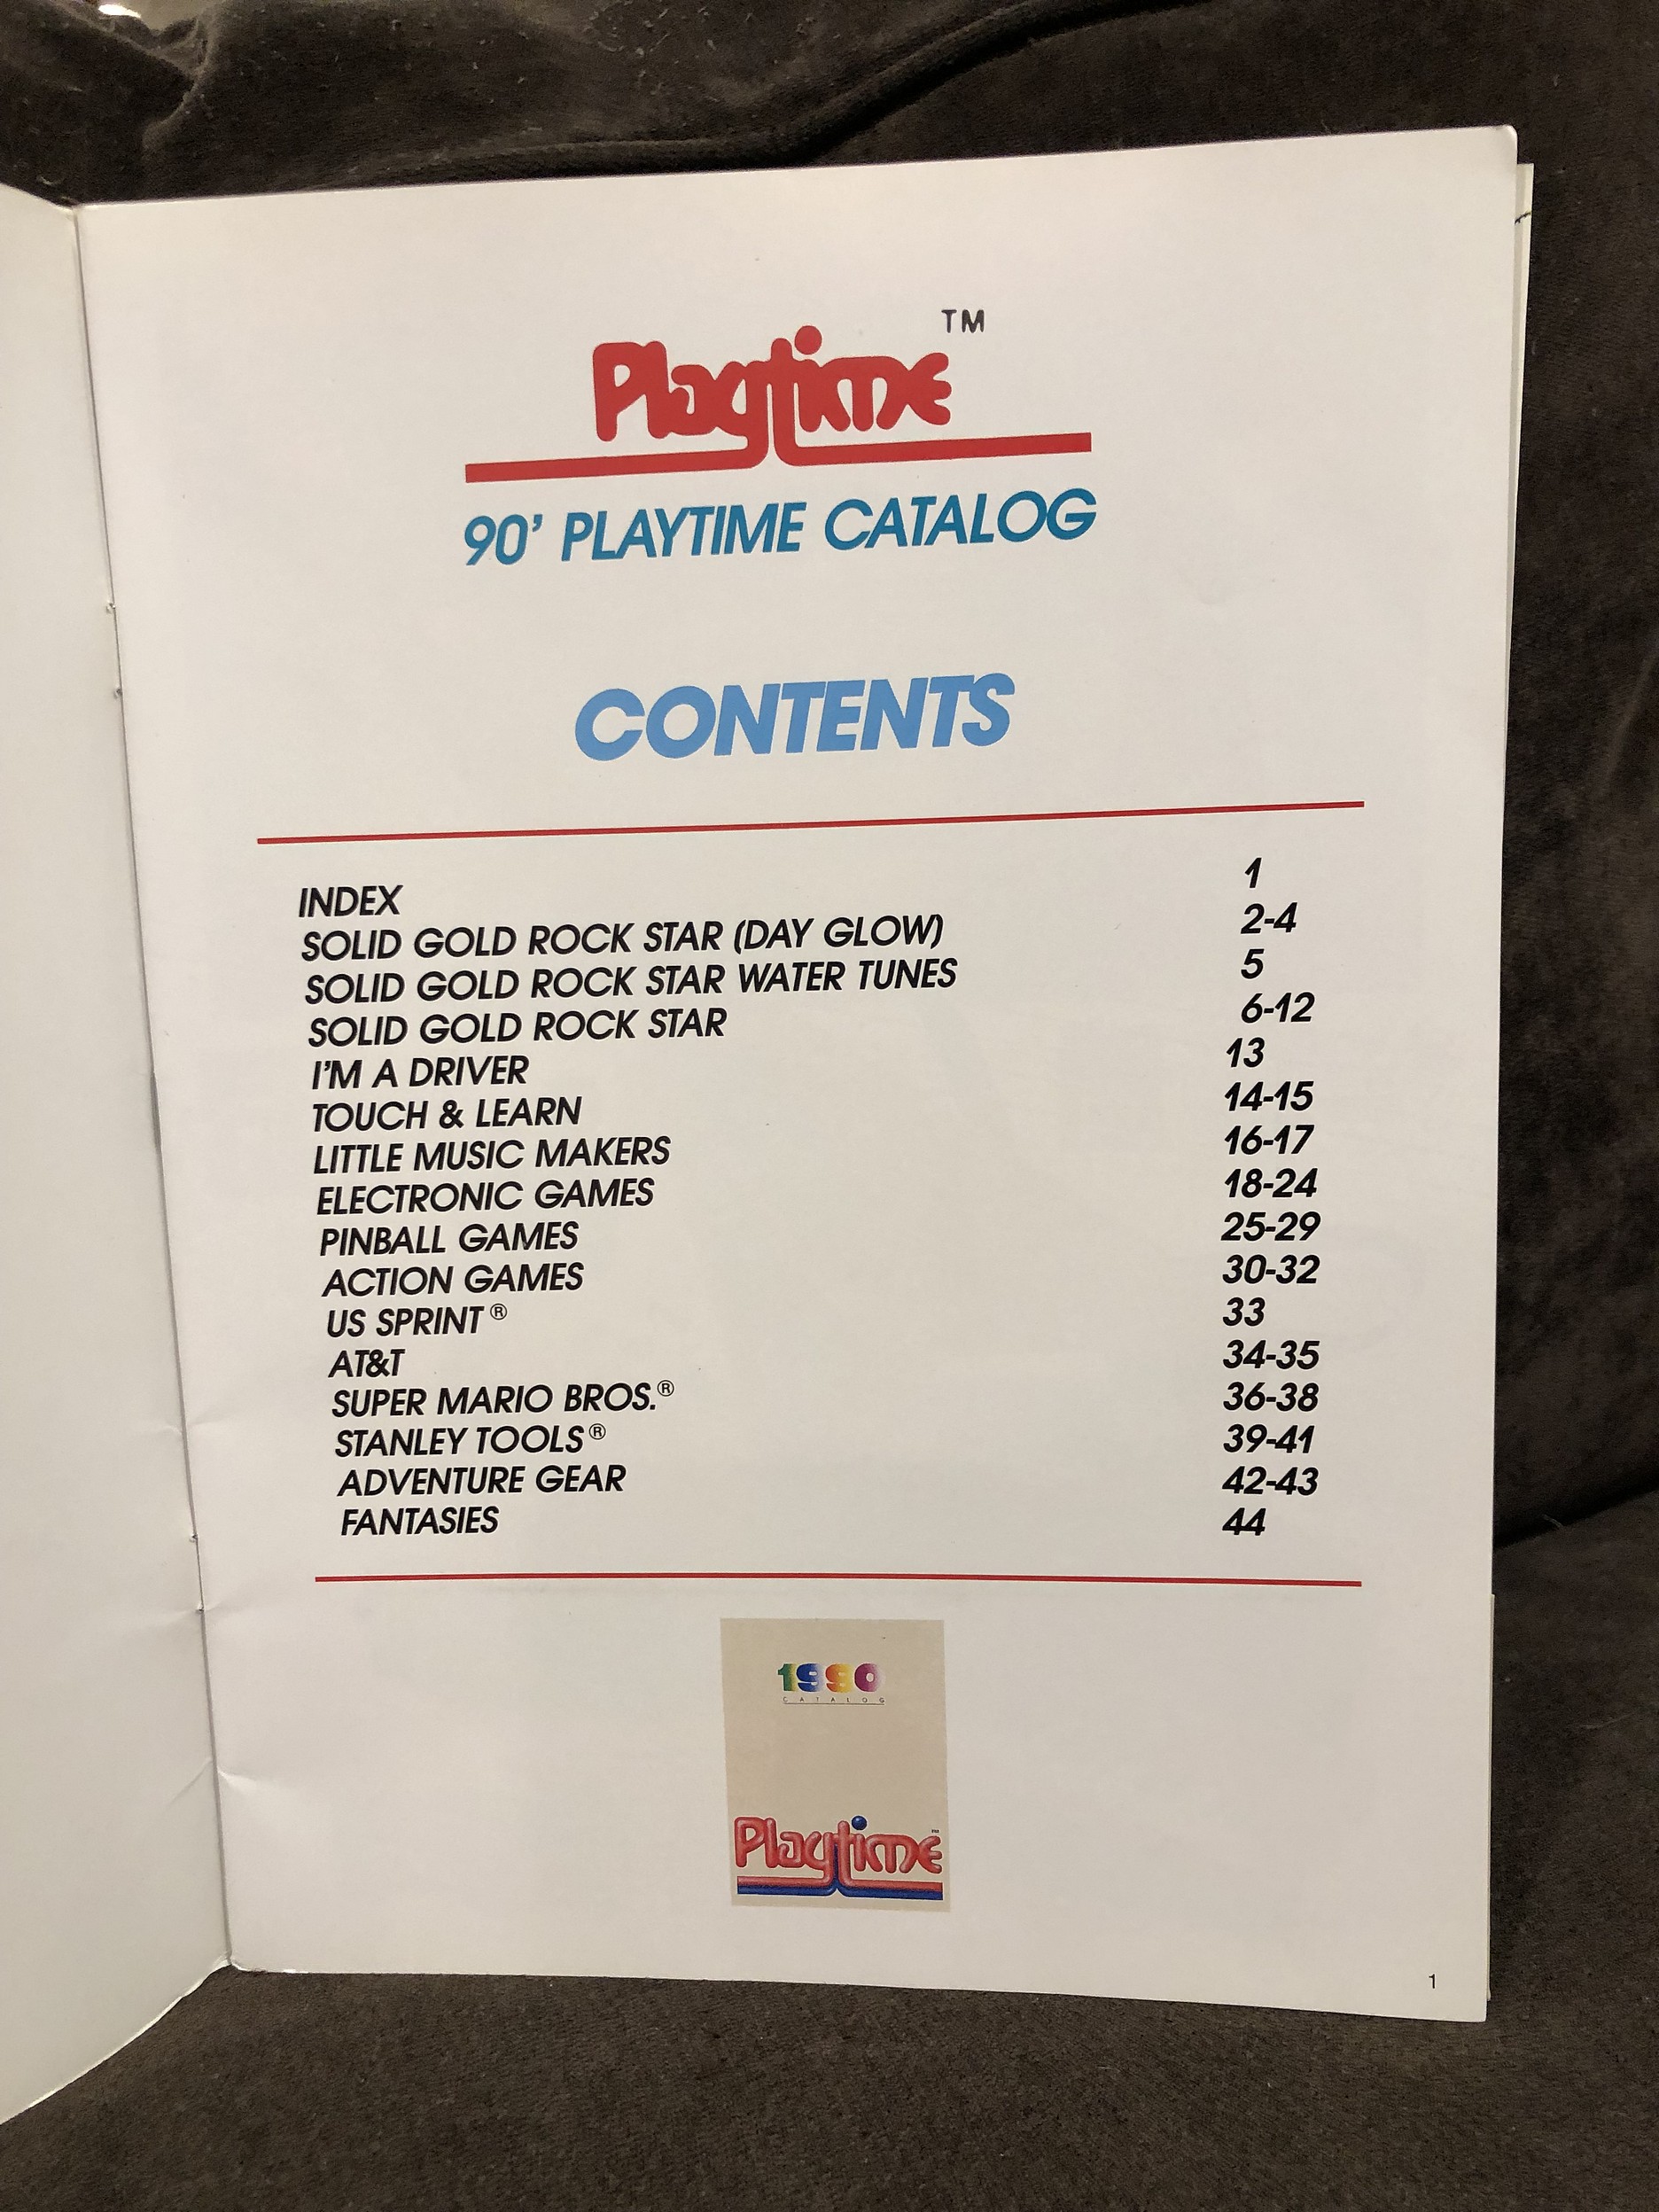 Playtime TM
90' PLAYTIME CATALOG
CONTENTS
INDEX 1
SOLID GOLD ROCK STAR (DAY GLOW) 2-4
SOLID GOLD ROCK STAR WATER TUNES 5
SOLID GOLD ROCK STAR 6-12
I'M A DRIVER 13
TOUCH & LEARN 14-15
LITTLE MUSIC MAKERS 16-17
ELECTRONIC GAMES 18-24
PINBALL GAMES 25-29
ACTION GAMES 30-32
US SPRINT ® 33
AT&T 34-35
SUPER MARIO BROS.® 36-38
STANLEY TOOLS ® 39-41
ADVENTURE GEAR 42-43
FANTASIES 44
1990
CATALOG
Playtime ™
1